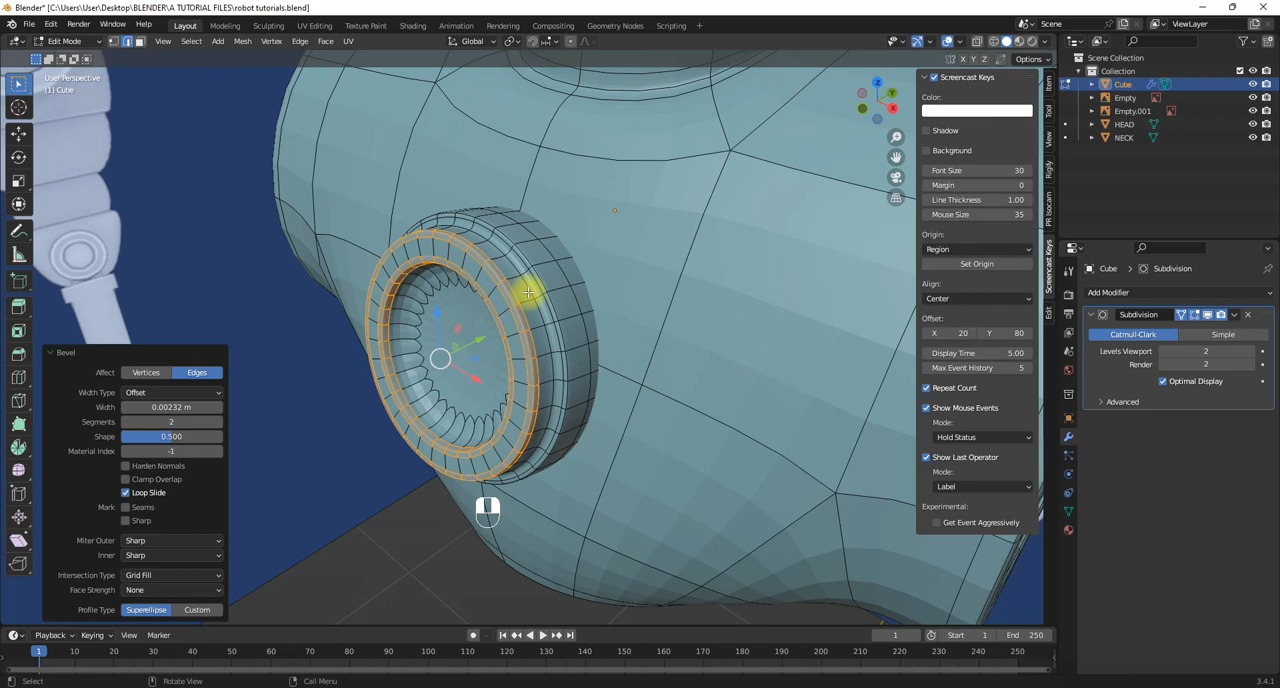 Blender* [C:\Users\User\Desktop\BLENDER\A TUTORIAL FILES\robot tutorials.blend]
File Edit Render Window Help Layout Modeling Sculpting UV Editing Texture Paint Shading Animation Rendering Compositing Geometry Nodes Scripting + Scene ViewLayer
Edit Mode View Select Add Mesh Vertex Edge Face UV Global
X Y Z Options
User Perspective
(1) Cube
Z
Y
X
Screencast Keys
Color:
Shadow
Background
Font Size 30
Margin 0
Line Thickness 1.00
Mouse Size 35
Origin:
Region
Set Origin
Align:
Center
Offset:
X 20 Y 80
Display Time 5.00
Max Event History 5
Repeat Count
Show Mouse Events
Mode:
Hold Status
Show Last Operator
Mode:
Label
Experimental:
Get Event Aggressively
Item
Tool
View
Rigify
PR Isocam
Screencast Keys
Edit
Scene Collection
Collection
Cube
Empty
Empty.001
HEAD
NECK
Cube Subdivision
Add Modifier
Subdivision
Catmull-Clark Simple
Levels Viewport 2
Render 2
Optimal Display
Advanced
Bevel
Affect Vertices Edges
Width Type Offset
Width 0.00232 m
Segments 2
Shape 0.500
Material Index -1
Harden Normals
Clamp Overlap
Loop Slide
Mark Seams
Sharp
Miter Outer Sharp
Inner Sharp
Intersection Type Grid Fill
Face Strength None
Profile Type Superellipse Custom
Playback Keying View Marker 1 Start 1 End 250
1 10 20 30 40 50 60 70 80 90 100 110 120 130 140 150 160 170 180 190 200 210 220 230 240 250
Select Rotate View Call Menu 3.4.1